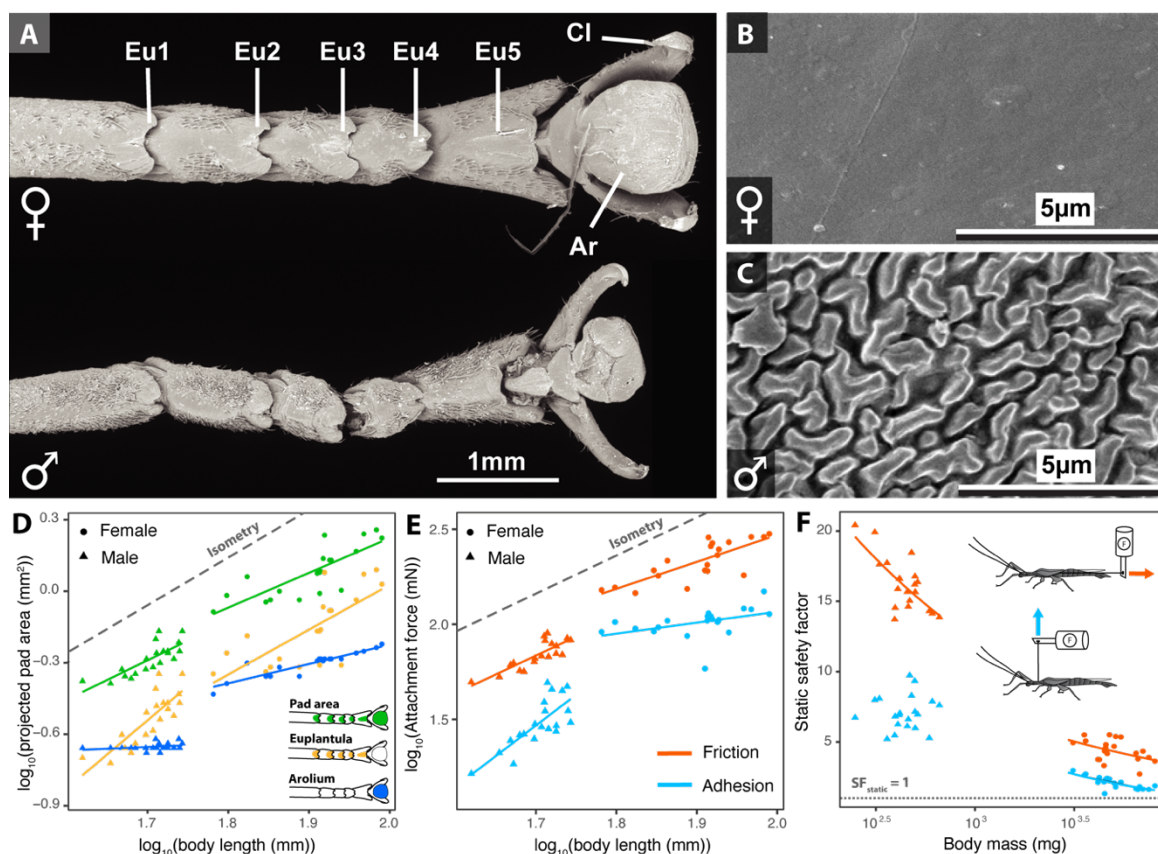 A
Eu1
Eu2
Eu3
Eu4
Eu5
Cl
Ar
♀
♂
1mm
B
♀
5µm
C
♂
5µm
D
Female
Male
Isometry
log₁₀(projected pad area (mm²))
0.3
0.0
−0.3
−0.6
−0.9
Pad area
Euplantula
Arolium
1.7
1.8
1.9
2.0
log₁₀(body length (mm))
E
Female
Male
Isometry
log₁₀(Attachment force (mN))
2.5
2.0
1.5
Friction
Adhesion
1.7
1.8
1.9
2.0
log₁₀(body length (mm))
F
Static safety factor
20
15
10
5
F
F
SFstatic = 1
10^2.5
10^3
10^3.5
Body mass (mg)